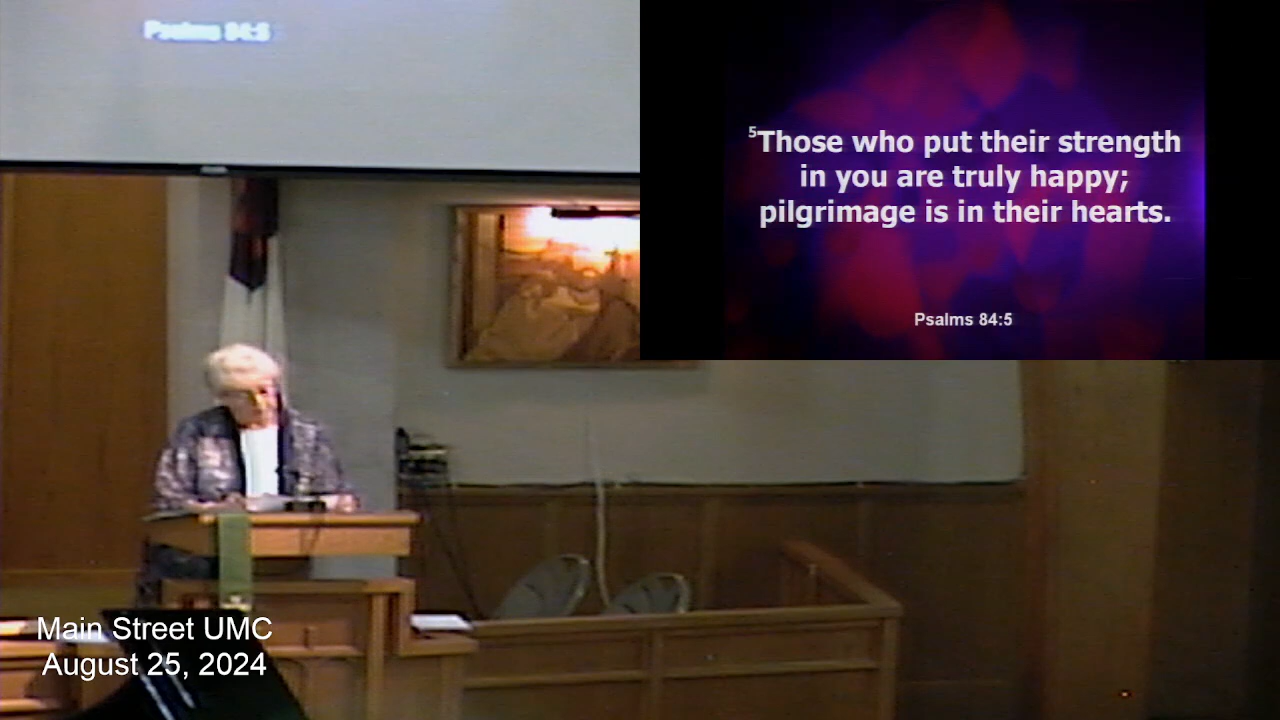 Psalms 84:5
⁵Those who put their strength
in you are truly happy;
pilgrimage is in their hearts.
Psalms 84:5
Main Street UMC
August 25, 2024